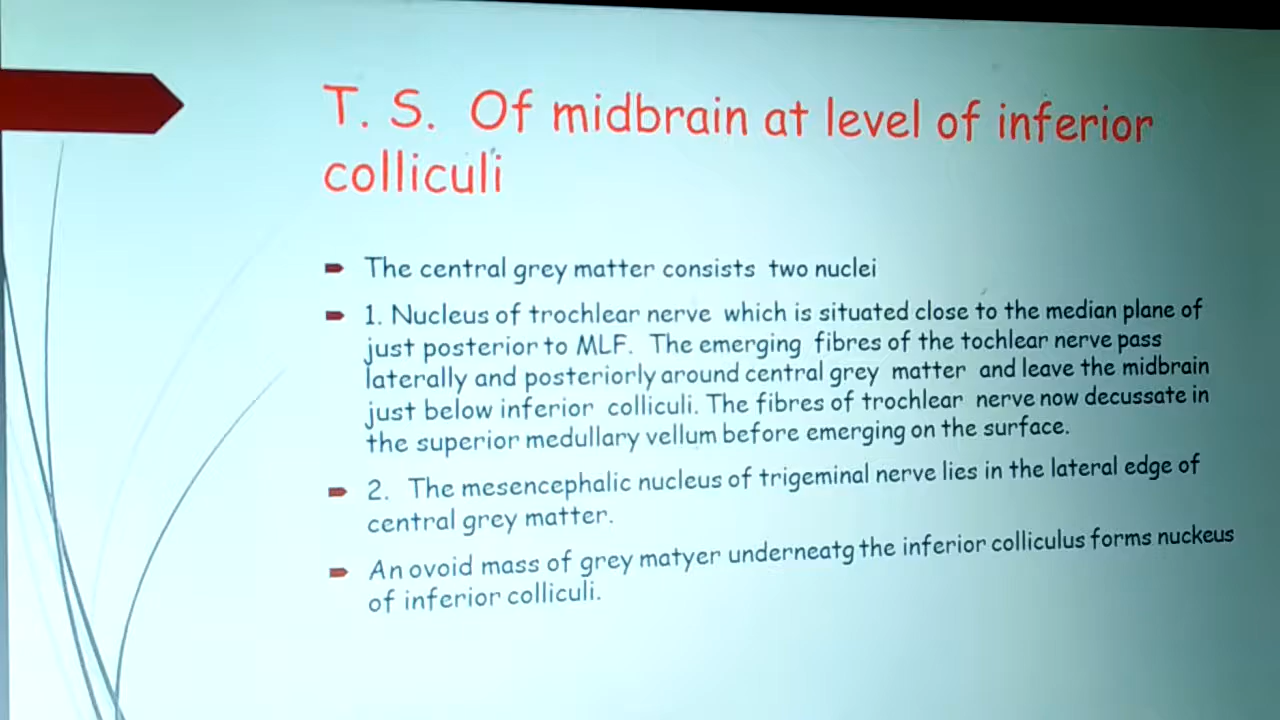 T. S. Of midbrain at level of inferior
colliculi
The central grey matter consists two nuclei
1. Nucleus of trochlear nerve which is situated close to the median plane of
just posterior to MLF. The emerging fibres of the tochlear nerve pass
laterally and posteriorly around central grey matter and leave the midbrain
just below inferior colliculi. The fibres of trochlear nerve now decussate in
the superior medullary vellum before emerging on the surface.
2. The mesencephalic nucleus of trigeminal nerve lies in the lateral edge of
central grey matter.
An ovoid mass of grey matyer underneatg the inferior colliculus forms nuckeus
of inferior colliculi.